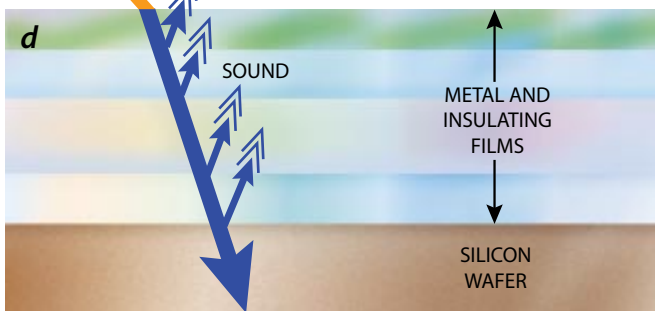 d
SOUND
METAL AND
INSULATING
FILMS
SILICON
WAFER